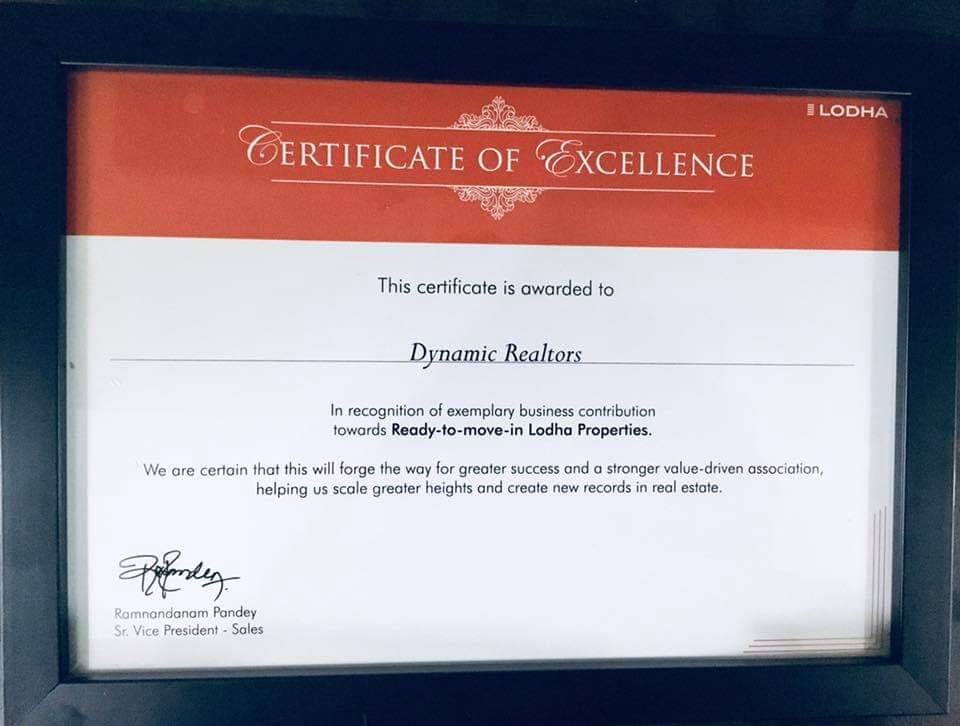 LODHA
CERTIFICATE OF EXCELLENCE
This certificate is awarded to
Dynamic Realtors
In recognition of exemplary business contribution
towards Ready-to-move-in Lodha Properties.
We are certain that this will forge the way for greater success and a stronger value-driven association,
helping us scale greater heights and create new records in real estate.
RPandey
Ramnandanam Pandey
Sr. Vice President - Sales